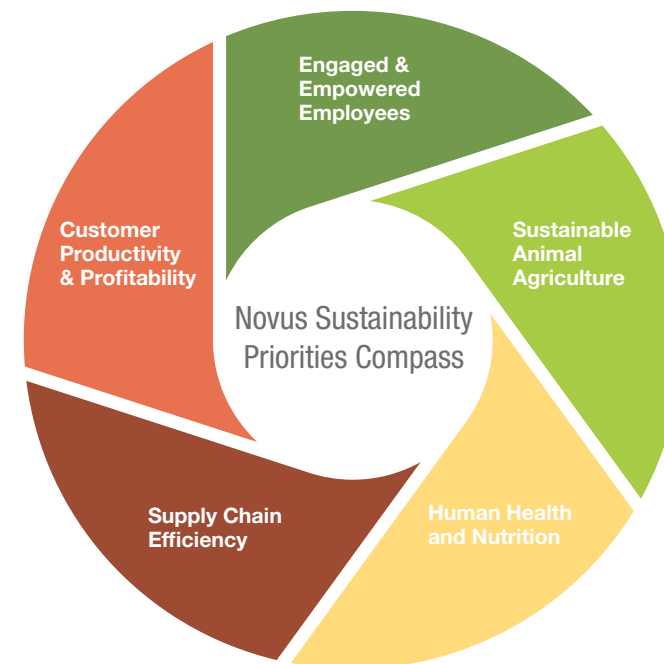 Engaged &
Empowered
Employees
Sustainable
Animal
Agriculture
Human Health
and Nutrition
Supply Chain
Efficiency
Customer
Productivity
& Profitability
Novus Sustainability
Priorities Compass